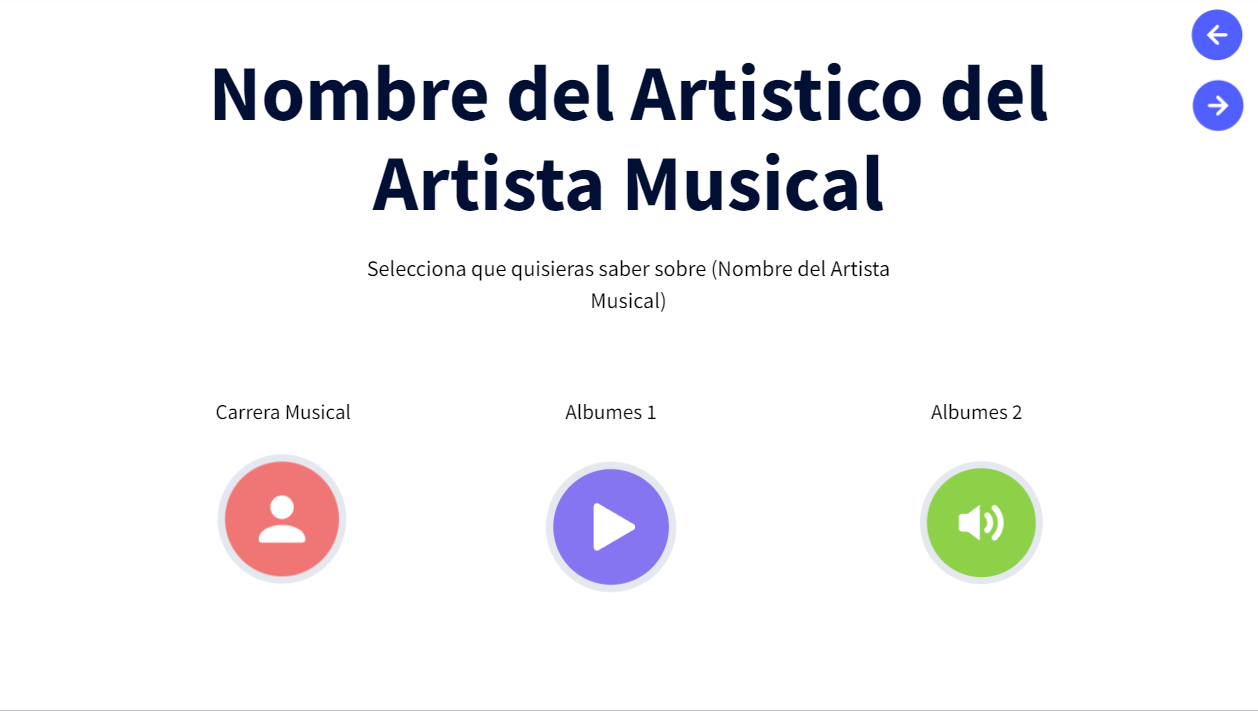 Nombre del Artistico del
Artista Musical
Selecciona que quisieras saber sobre (Nombre del Artista
Musical)
Carrera Musical
Albumes 1
Albumes 2